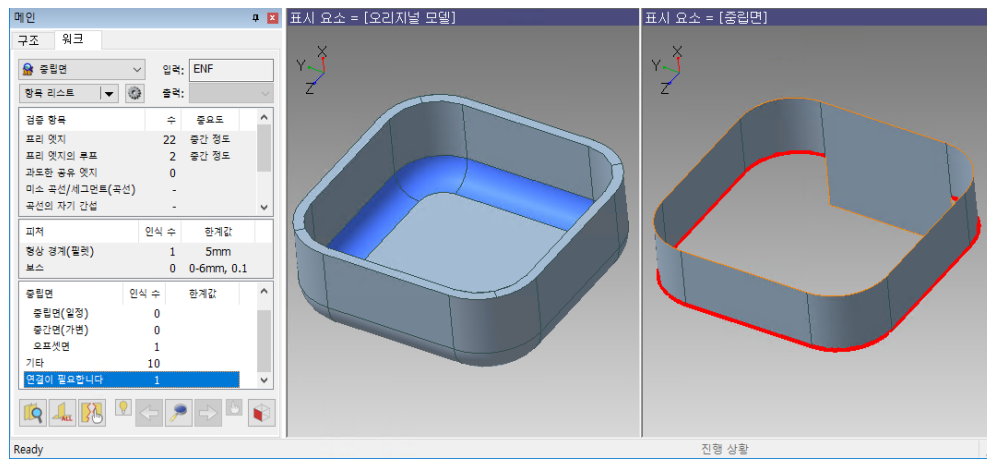 메인
구조 워크
중립면 입력: ENF
항목 리스트 출력:
검증 항목 수 중요도
프리 엣지 22 중간 정도
프리 엣지의 루프 2 중간 정도
과도한 공유 엣지 0
미소 곡선/세그먼트(곡선) -
곡선의 자기 간섭 -
피처 인식 수 한계값
형상 경계(필렛) 1 5mm
보스 0 0-6mm, 0.1
중립면 인식 수 한계값
중립면(일정) 0
중간면(가변) 0
오프셋면 1
기타 10
연결이 필요합니다 1
ALL
Ready
표시 요소 = [오리지널 모델]
X
Y
Z
표시 요소 = [중립면]
X
Y
Z
진행 상황